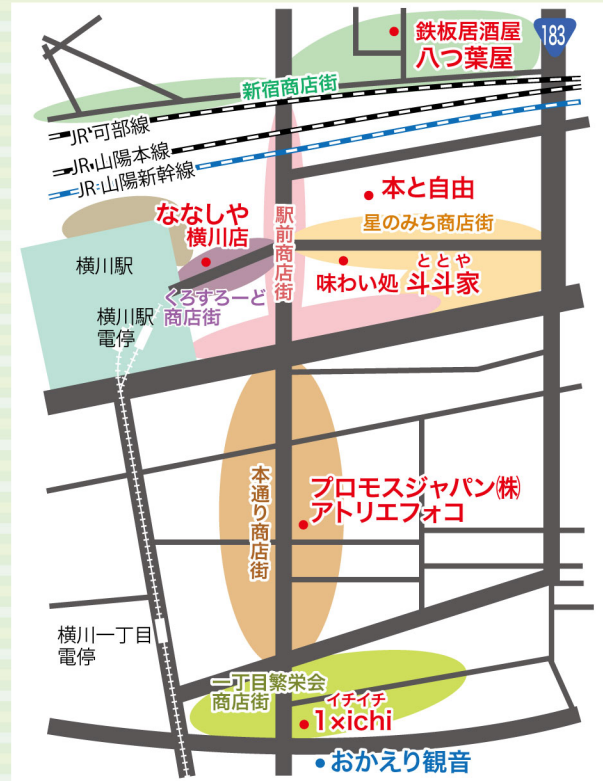 鉄板居酒屋
八つ葉屋
183
新宿商店街
JR・可部線
JR・山陽本線
JR・山陽新幹線
本と自由
ななしや
横川店
駅前商店街
星のみち商店街
横川駅
ととや
味わい処 斗斗家
くろすろーど
商店街
横川駅
電停
本通り商店街
プロモスジャパン㈱
アトリエフォコ
横川一丁目
電停
一丁目繁栄会
商店街
イチイチ
1×ichi
おかえり観音